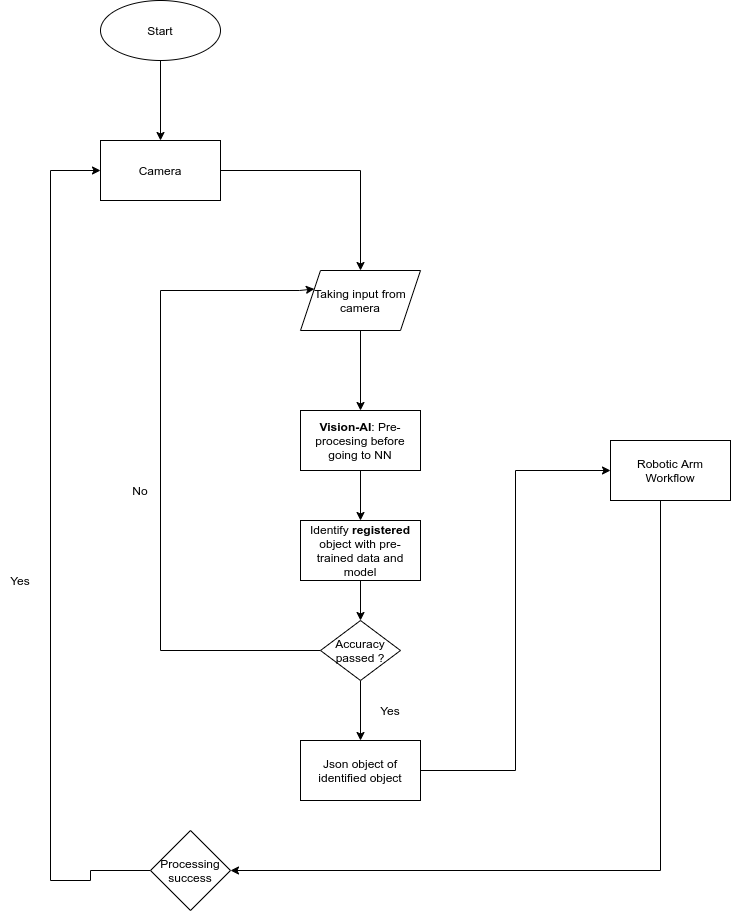 Start
Camera
Taking input from
camera
Vision-AI: Pre-
procesing before
going to NN
Robotic Arm
Workflow
No
Identify registered
object with pre-
trained data and
model
Yes
Accuracy
passed ?
Yes
Json object of
identified object
Processing
success